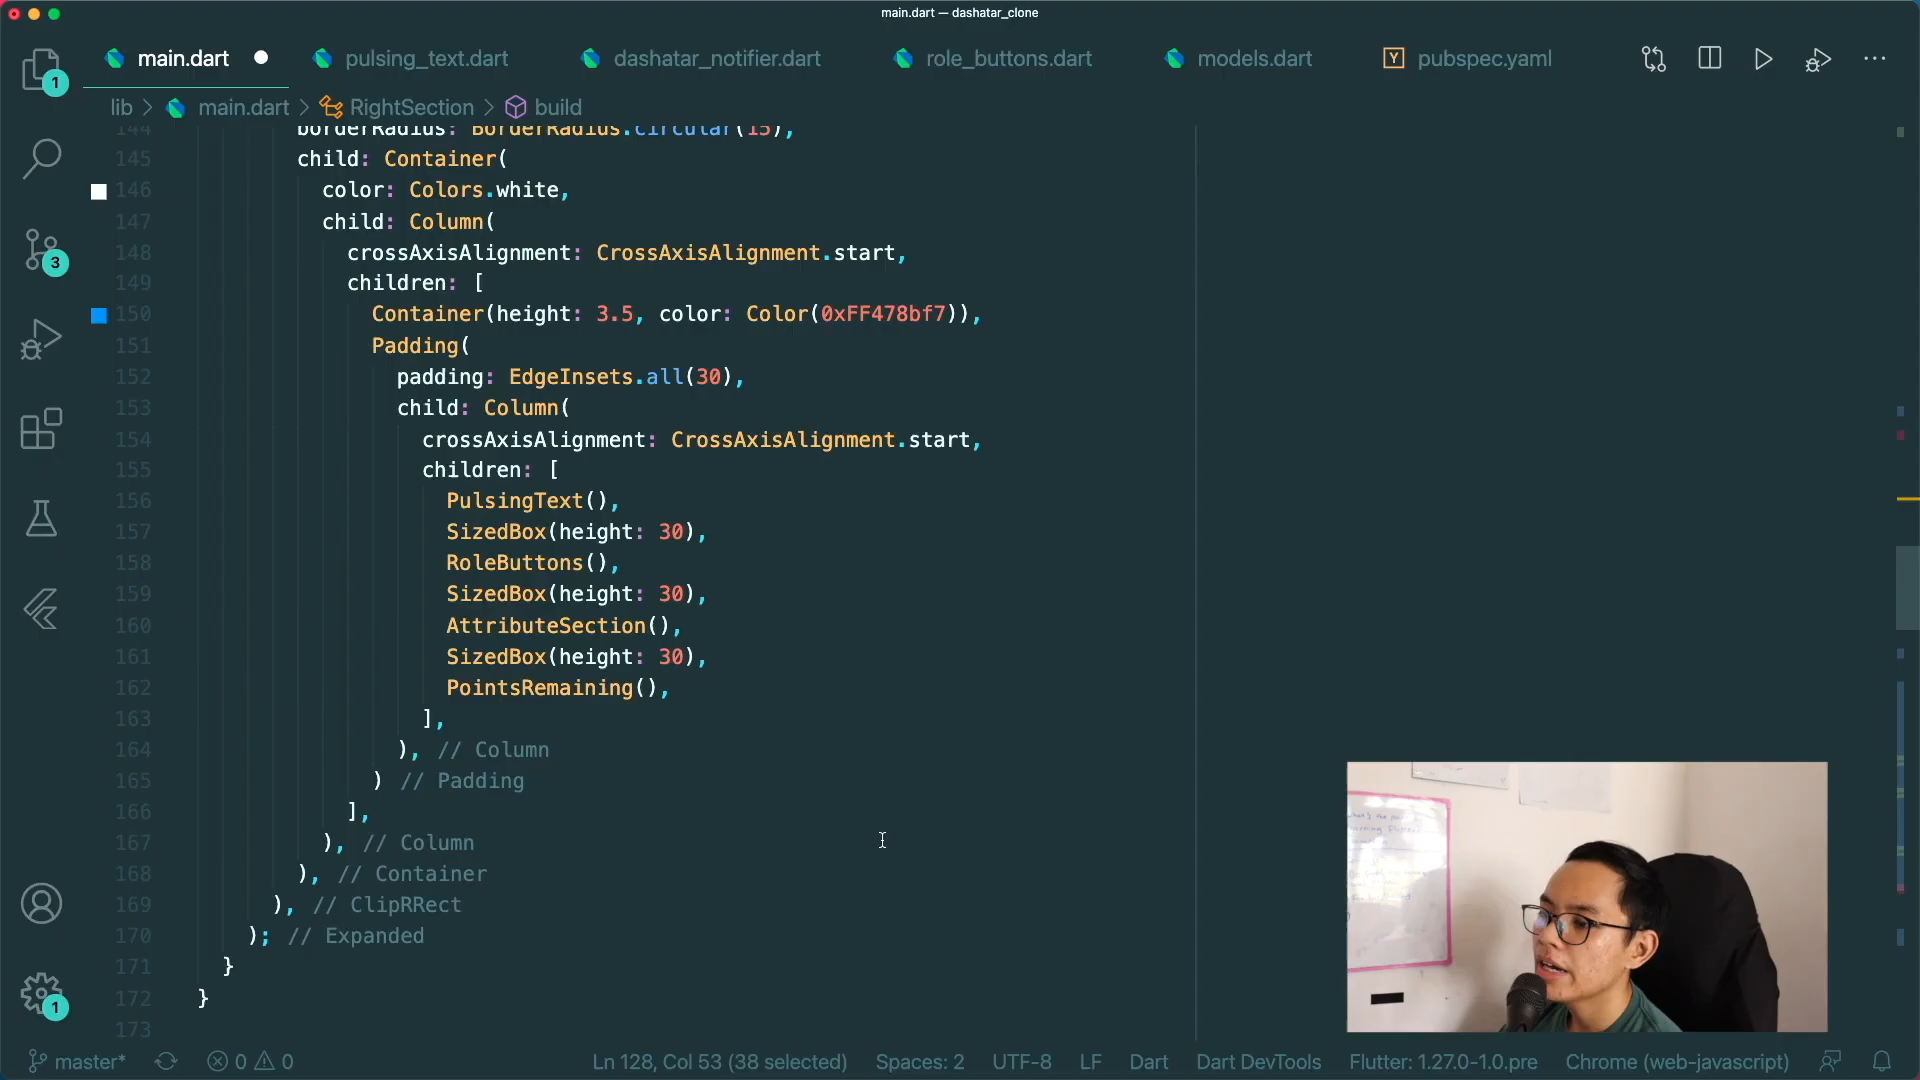 main.dart — dashatar_clone
main.dart
pulsing_text.dart
dashatar_notifier.dart
role_buttons.dart
models.dart
Y pubspec.yaml
lib > main.dart > RightSection > build
144 borderRadius: BorderRadius.circular(15),
145 child: Container(
146 color: Colors.white,
147 child: Column(
148 crossAxisAlignment: CrossAxisAlignment.start,
149 children: [
150 Container(height: 3.5, color: Color(0xFF478bf7)),
151 Padding(
152 padding: EdgeInsets.all(30),
153 child: Column(
154 crossAxisAlignment: CrossAxisAlignment.start,
155 children: [
156 PulsingText(),
157 SizedBox(height: 30),
158 RoleButtons(),
159 SizedBox(height: 30),
160 AttributeSection(),
161 SizedBox(height: 30),
162 PointsRemaining(),
163 ],
164 ), // Column
165 ) // Padding
166 ],
167 ), // Column
168 ), // Container
169 ), // ClipRRect
170 ); // Expanded
171 }
172 }
173
1
3
1
master* 0 0 Ln 128, Col 53 (38 selected) Spaces: 2 UTF-8 LF Dart Dart DevTools Flutter: 1.27.0-1.0.pre Chrome (web-javascript)